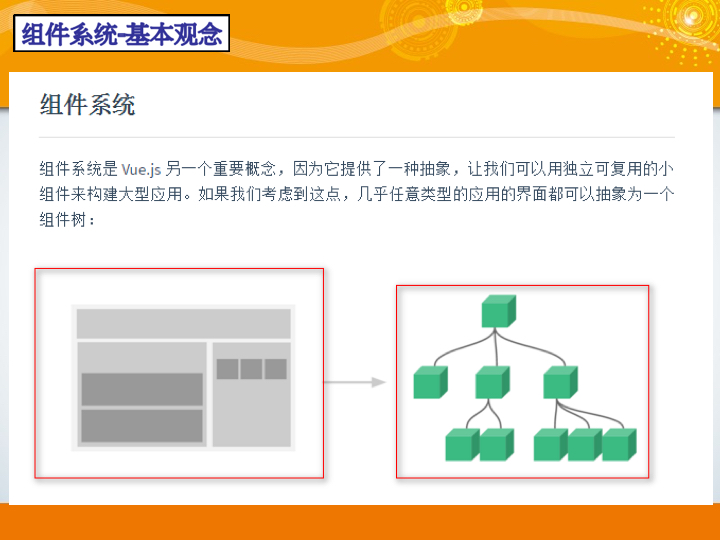 组件系统-基本观念
组件系统
组件系统是 Vue.js 另一个重要概念，因为它提供了一种抽象，让我们可以用独立可复用的小
组件来构建大型应用。如果我们考虑到这点，几乎任意类型的应用的界面都可以抽象为一个
组件树：